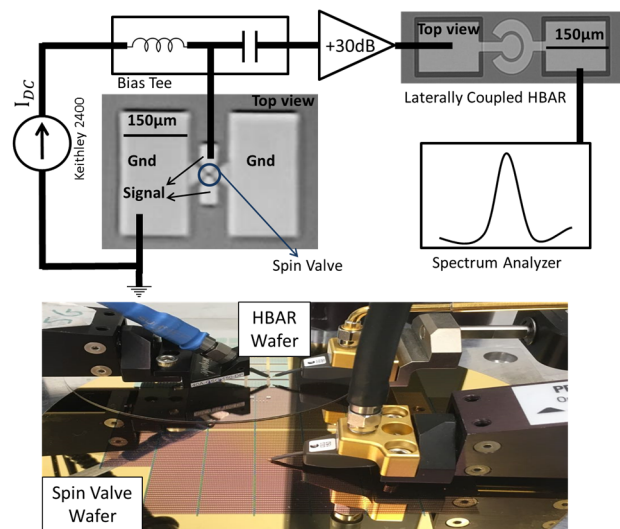 I_DC
Keithley 2400
Bias Tee
+30dB
Top view
150µm
Laterally Coupled HBAR
Top view
150µm
Gnd
Gnd
Signal
Spin Valve
Spectrum Analyzer
HBAR
Wafer
Spin Valve
Wafer